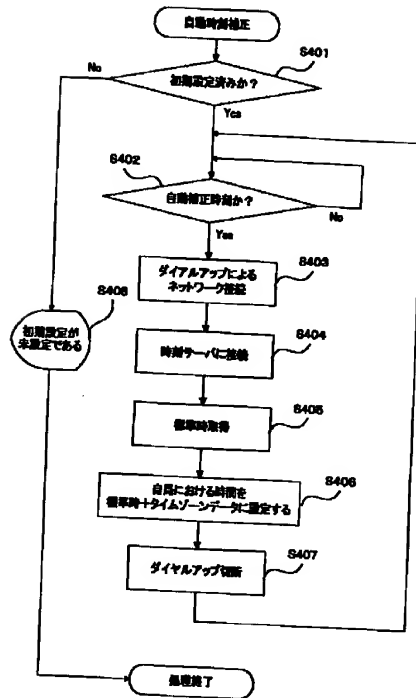 自動時刻補正
S401
初期設定済みか？
No
Yes
S402
自動補正時刻か？
No
Yes
S403
ダイアルアップによる
ネットワーク接続
S408
初期設定が
未設定である
S404
時刻サーバに接続
S405
標準時取得
S406
自局における時間を
標準時＋タイムゾーンデータに設定する
S407
ダイヤルアップ切断
処理終了